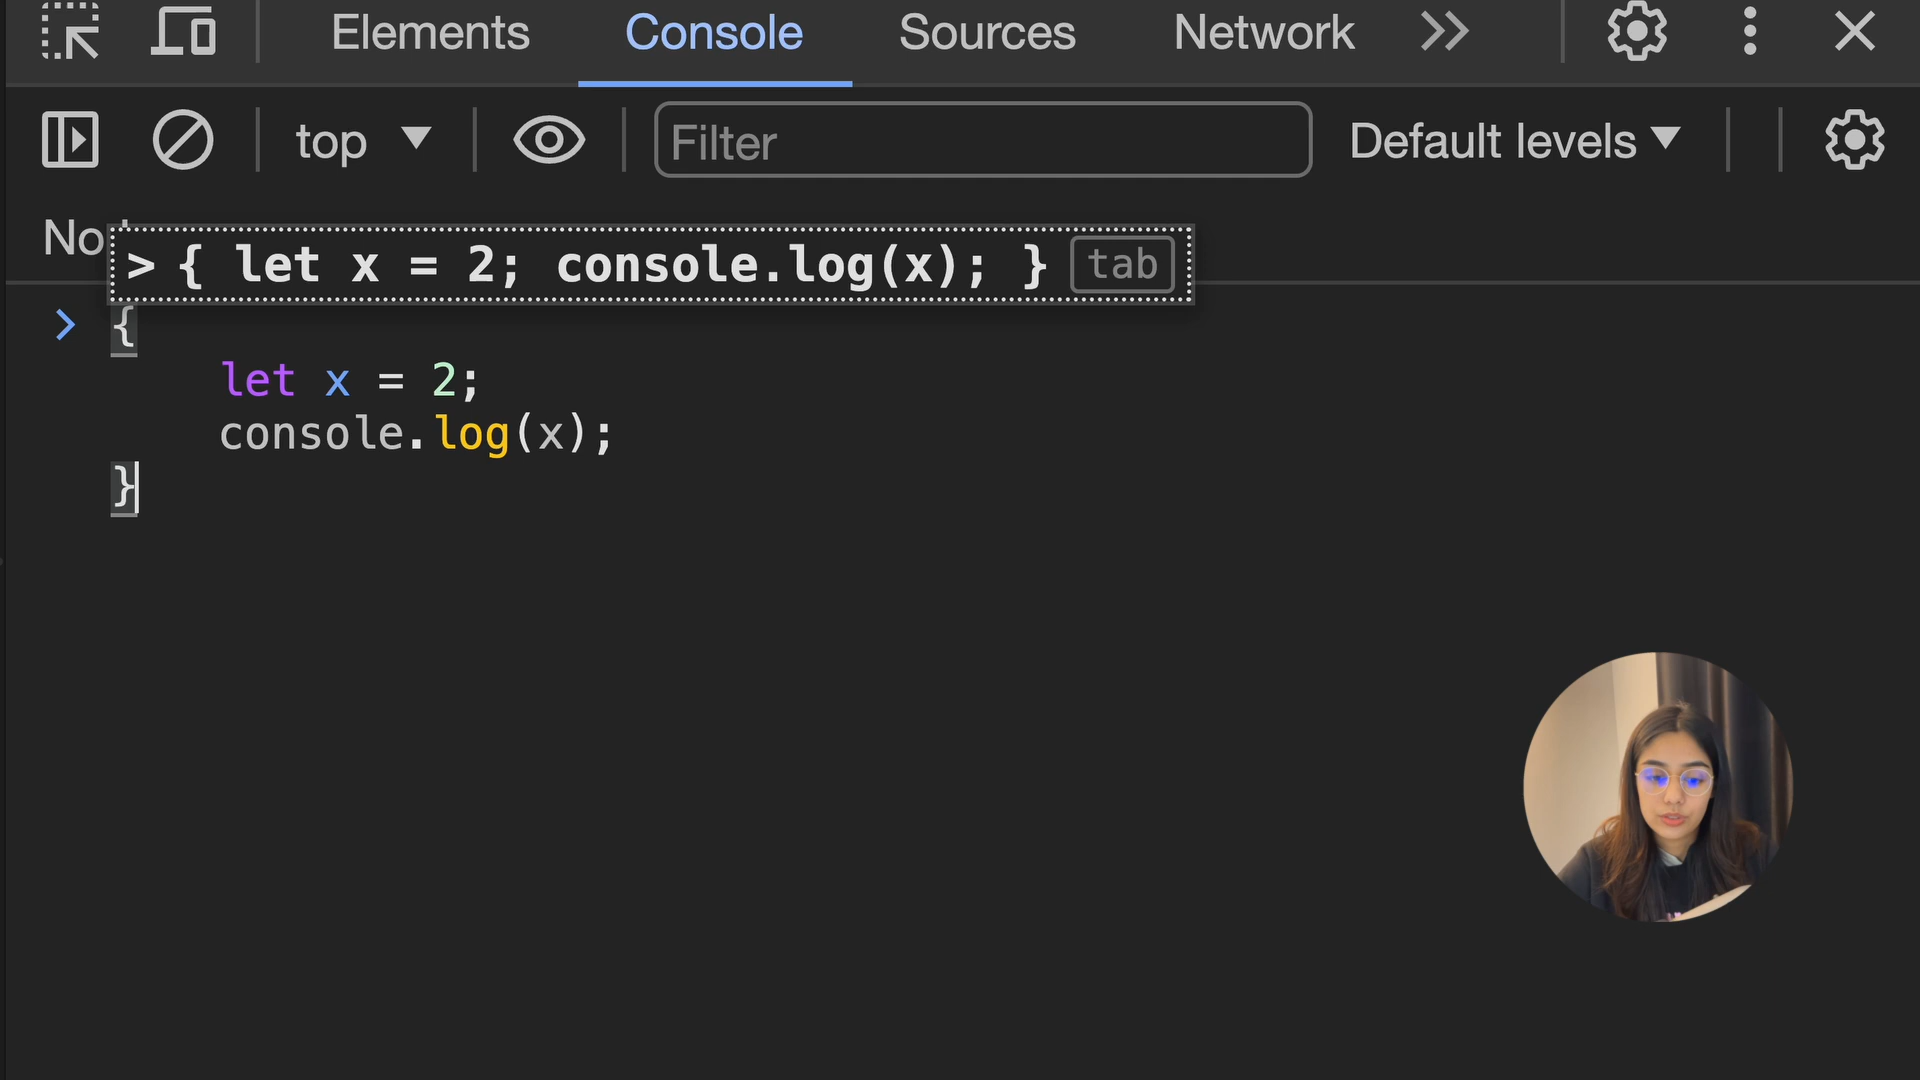 Elements Console Sources Network
top Filter Default levels
No
> { let x = 2; console.log(x); } tab
{
let x = 2;
console.log(x);
}